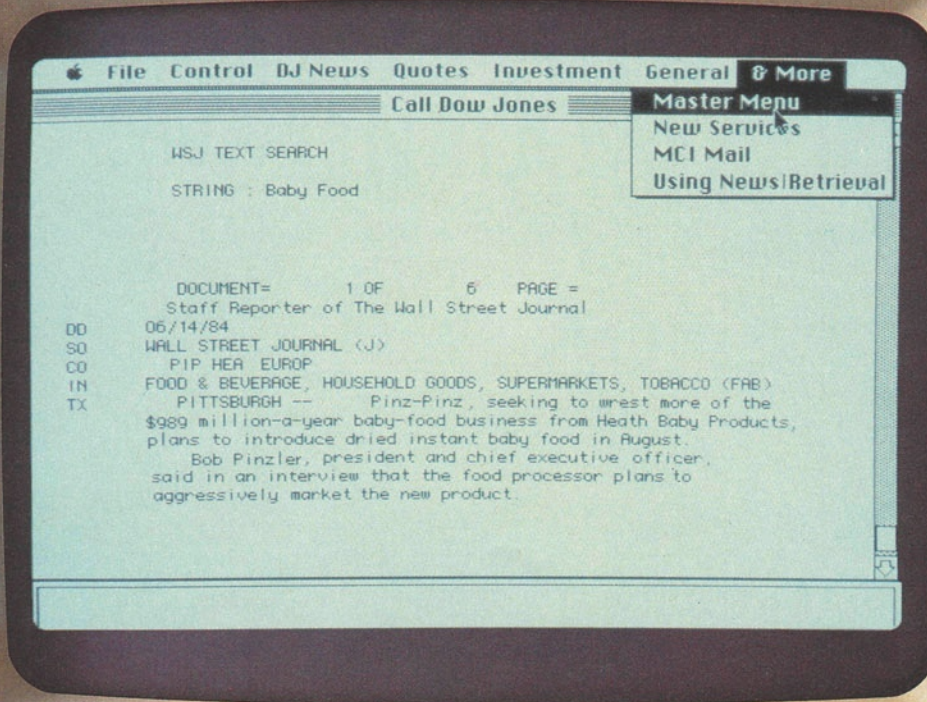 File Control DJ News Quotes Investment General & More
Call Dow Jones
Master Menu
New Services
MCI Mail
Using News|Retrieval
WSJ TEXT SEARCH
STRING : Baby Food
DOCUMENT= 1 OF 6 PAGE =
Staff Reporter of The Wall Street Journal
DD 06/14/84
SO WALL STREET JOURNAL (J)
CO PIP HEA EUROP
IN FOOD & BEVERAGE, HOUSEHOLD GOODS, SUPERMARKETS, TOBACCO (FAB)
TX PITTSBURGH -- Pinz-Pinz, seeking to wrest more of the
$989 million-a-year baby-food business from Heath Baby Products,
plans to introduce dried instant baby food in August.
Bob Pinzler, president and chief executive officer,
said in an interview that the food processor plans to
aggressively market the new product.